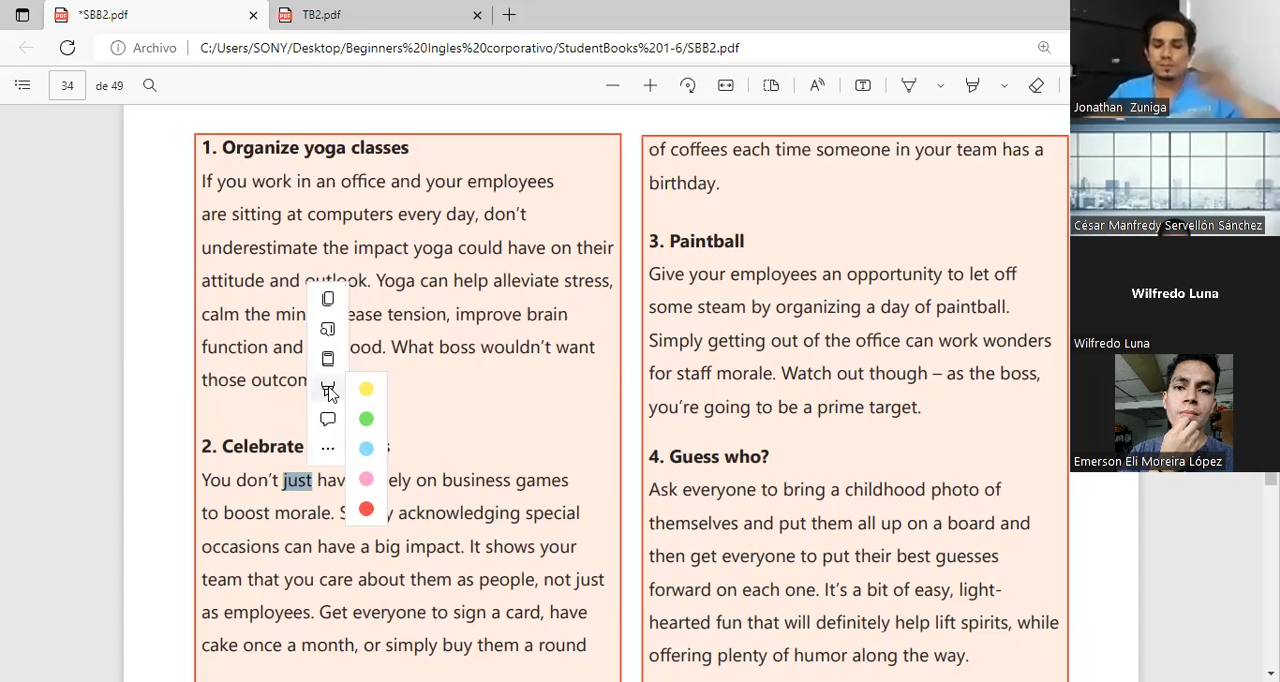 *SBB2.pdf
TB2.pdf
Archivo
C:/Users/SONY/Desktop/Beginners%20Ingles%20corporativo/StudentBooks%201-6/SBB2.pdf
34 de 49
1. Organize yoga classes
If you work in an office and your employees
are sitting at computers every day, don't
underestimate the impact yoga could have on their
attitude and outlook. Yoga can help alleviate stress,
calm the min ease tension, improve brain
function and ood. What boss wouldn't want
those outcom
2. Celebrate
You don't just hav ely on business games
to boost morale. S y acknowledging special
occasions can have a big impact. It shows your
team that you care about them as people, not just
as employees. Get everyone to sign a card, have
cake once a month, or simply buy them a round
of coffees each time someone in your team has a
birthday.
3. Paintball
Give your employees an opportunity to let off
some steam by organizing a day of paintball.
Simply getting out of the office can work wonders
for staff morale. Watch out though – as the boss,
you're going to be a prime target.
4. Guess who?
Ask everyone to bring a childhood photo of
themselves and put them all up on a board and
then get everyone to put their best guesses
forward on each one. It's a bit of easy, light-
hearted fun that will definitely help lift spirits, while
offering plenty of humor along the way.
Jonathan Zuniga
César Manfredy Servellón Sánchez
Wilfredo Luna
Wilfredo Luna
Emerson Eli Moreira López